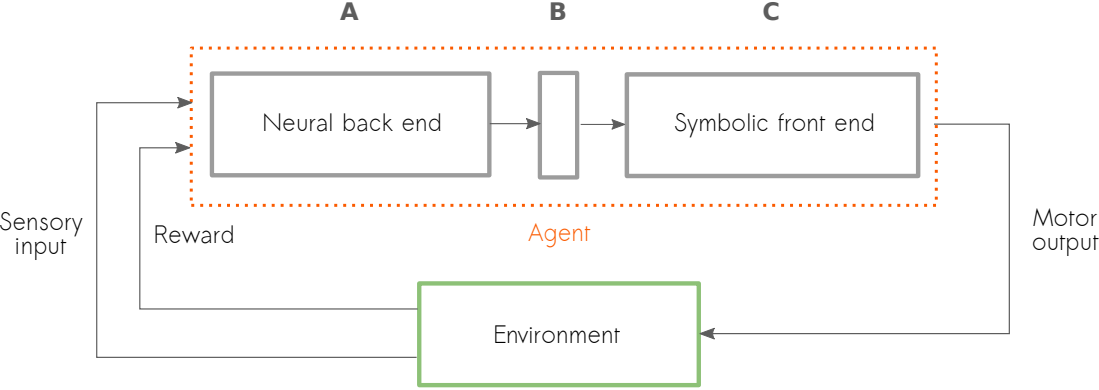 A B C
Neural back end
Symbolic front end
Sensory
input
Reward
Agent
Motor
output
Environment